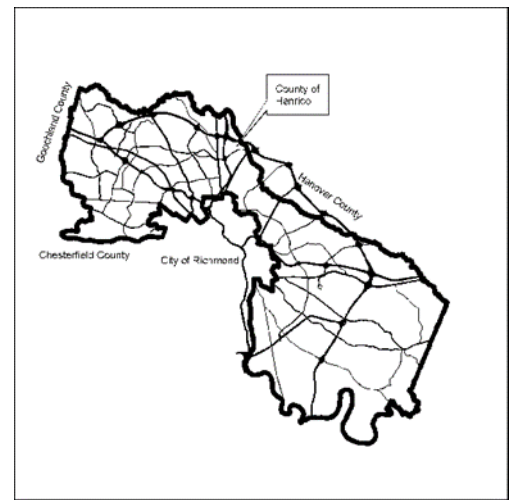 County of
Henrico
Goochland County
Hanover County
Chesterfield County
City of Richmond